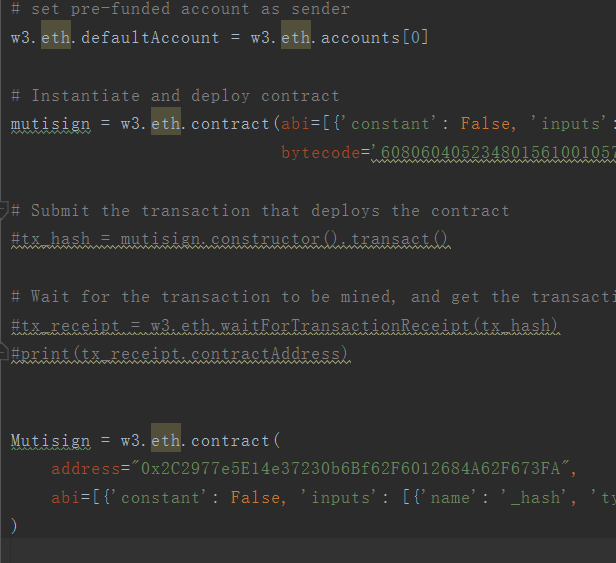 # set pre-funded account as sender
w3.eth.defaultAccount = w3.eth.accounts[0]
# Instantiate and deploy contract
mutisign = w3.eth.contract(abi=[{'constant': False, 'inputs':
bytecode='608060405234801561001057
# Submit the transaction that deploys the contract
#tx_hash = mutisign.constructor().transact()
# Wait for the transaction to be mined, and get the transacti
#tx_receipt = w3.eth.waitForTransactionReceipt(tx_hash)
#print(tx_receipt.contractAddress)
Mutisign = w3.eth.contract(
address="0x2C2977e5E14e37230b6Bf62F6012684A62F673FA",
abi=[{'constant': False, 'inputs': [{'name': '_hash', 'ty
)